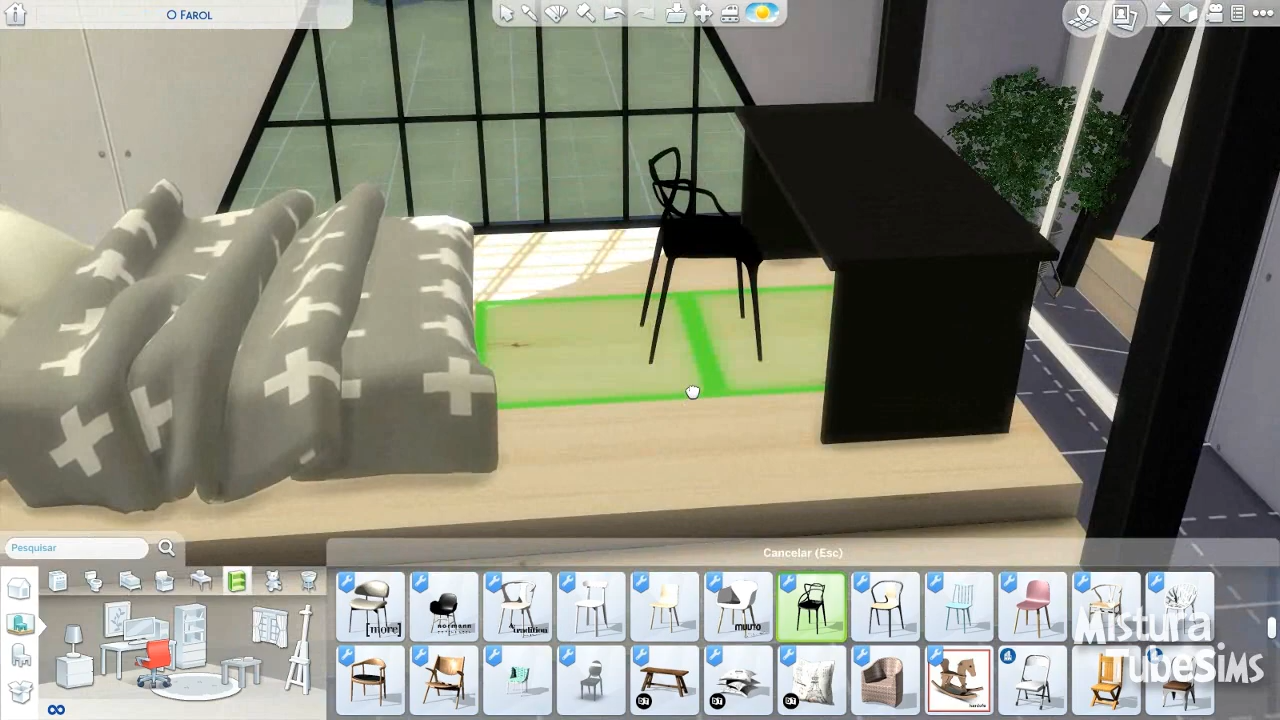 O FAROL
Pesquisar
Cancelar (Esc)
[more]
normann
&tradition
muuto
Mistura
TubeSims